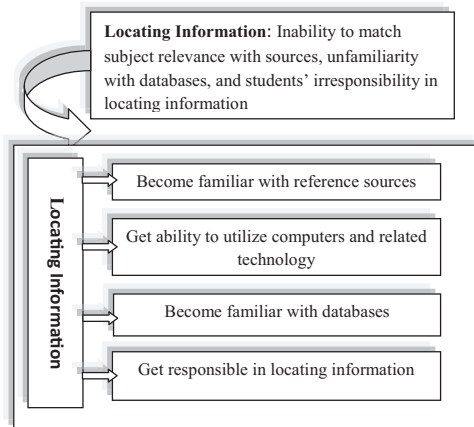 Locating Information: Inability to match
subject relevance with sources, unfamiliarity
with databases, and students' irresponsibility in
locating information
Locating Information
Become familiar with reference sources
Get ability to utilize computers and related
technology
Become familiar with databases
Get responsible in locating information